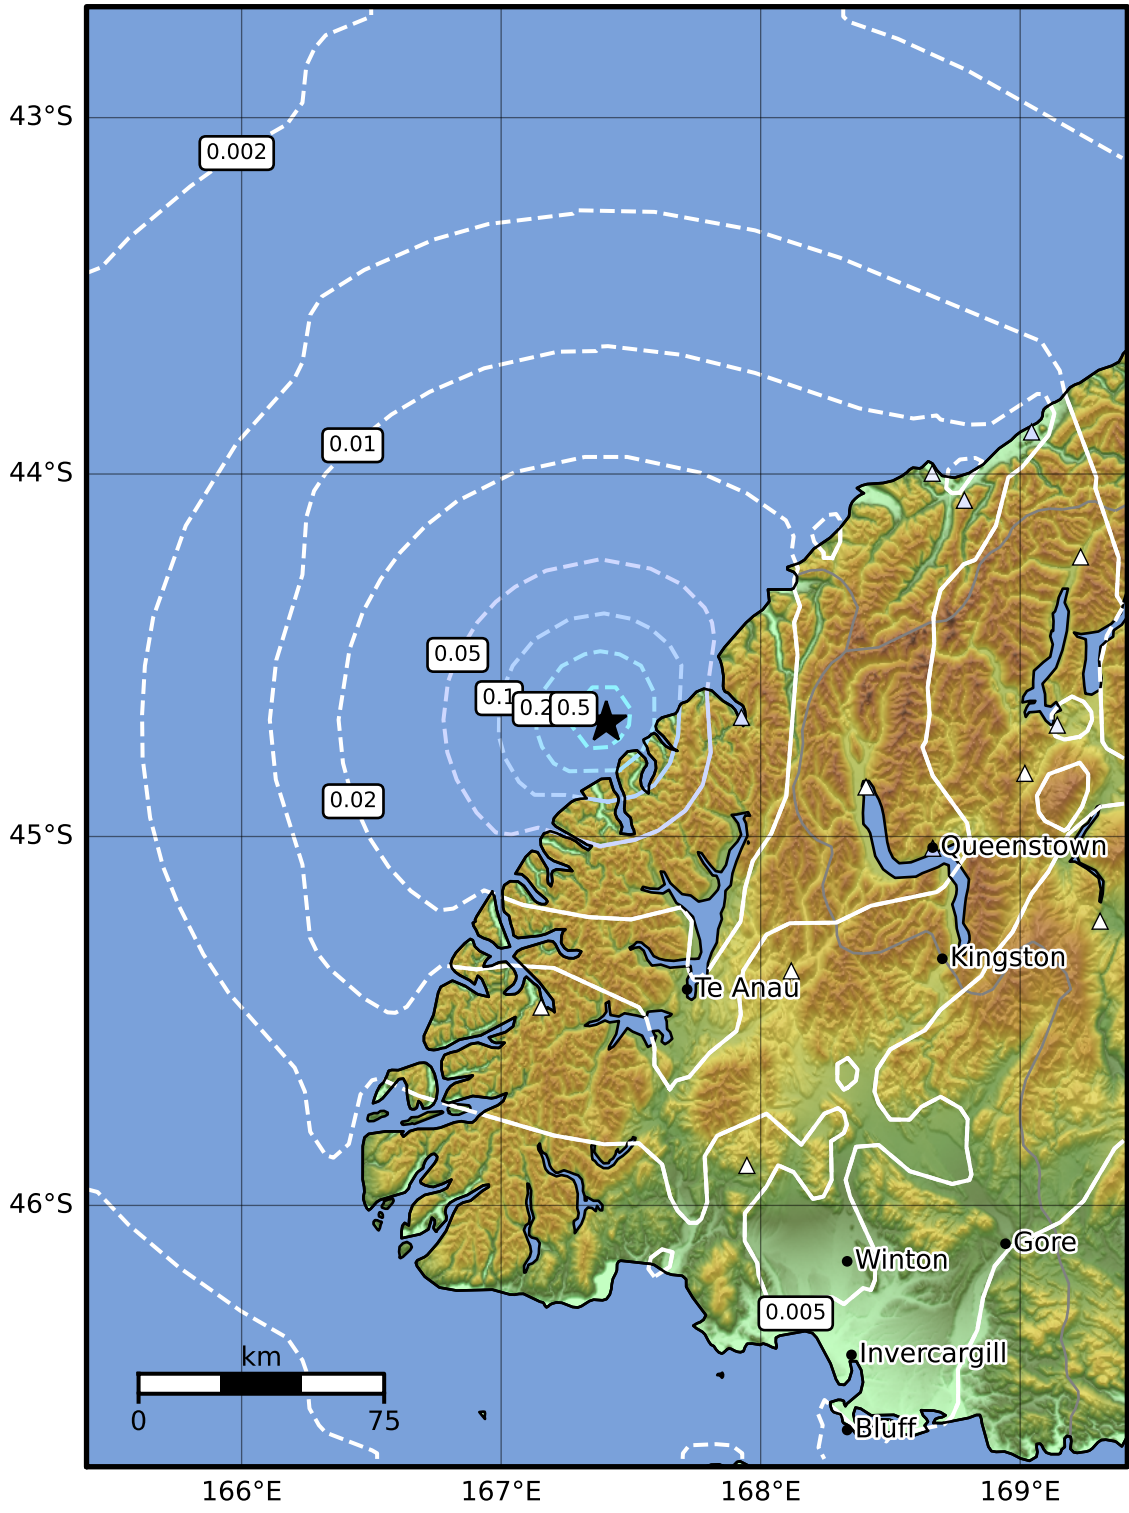 43°S
0.002
0.01
44°S
0.05
0.1
0.2
0.5
0.02
45°S
Queenstown
Kingston
Te Anau
46°S
Gore
Winton
0.005
km
Invercargill
0
75
Bluff
166°E
167°E
168°E
169°E